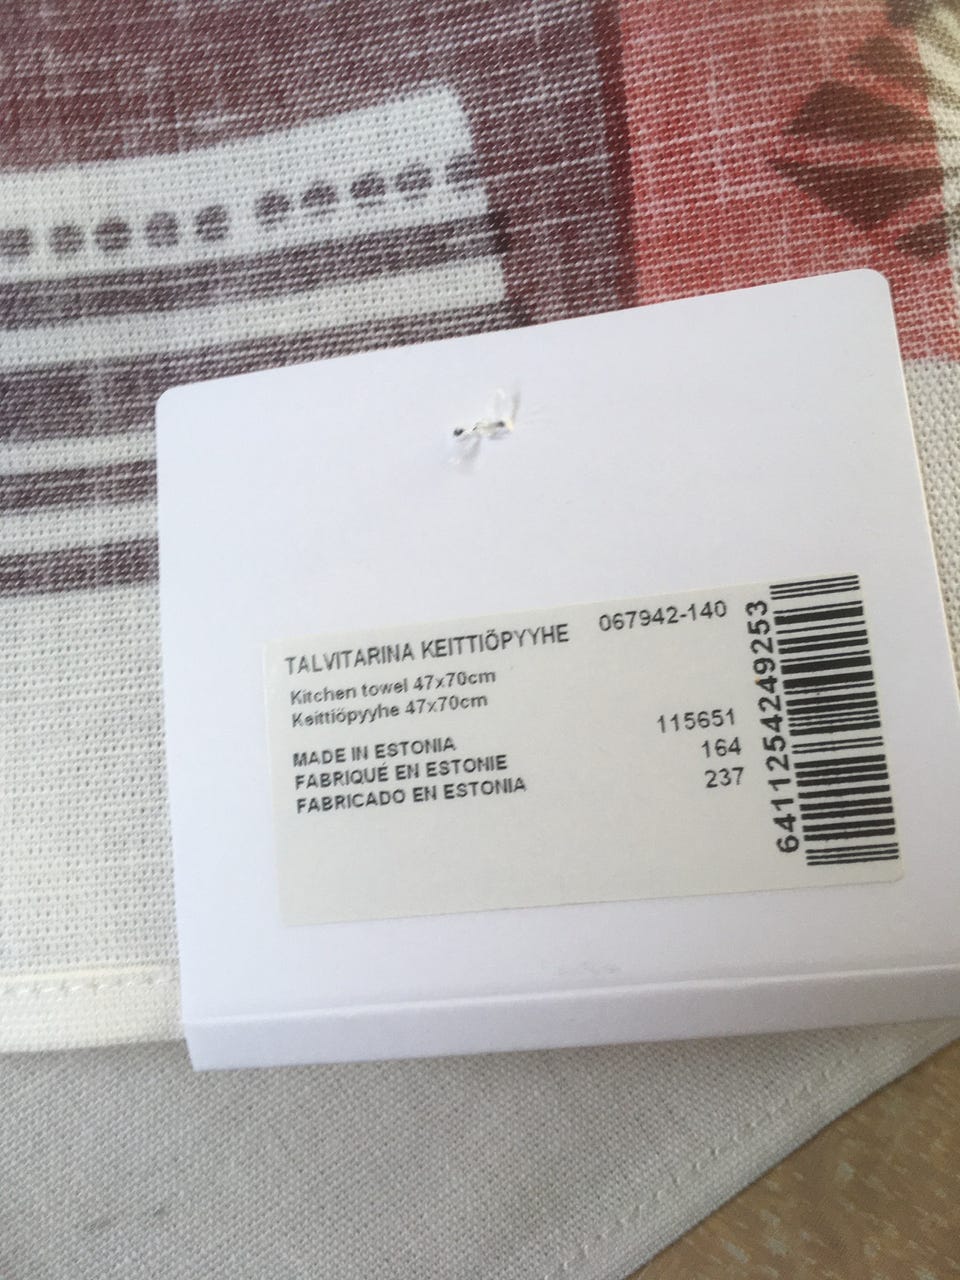 TALVITARINA KEITTIÖPYYHE 067942-140
Kitchen towel 47x70cm
Keittiöpyyhe 47x70cm
MADE IN ESTONIA 115651
FABRIQUÉ EN ESTONIE 164
FABRICADO EN ESTONIA 237
6411254249253